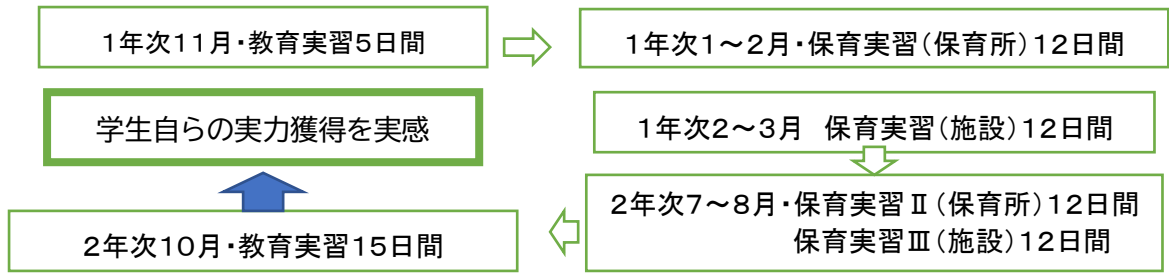 1年次11月・教育実習5日間
1年次1～2月・保育実習(保育所)12日間
1年次2～3月 保育実習(施設)12日間
2年次7～8月・保育実習Ⅱ(保育所)12日間
保育実習Ⅲ(施設)12日間
2年次10月・教育実習15日間
学生自らの実力獲得を実感